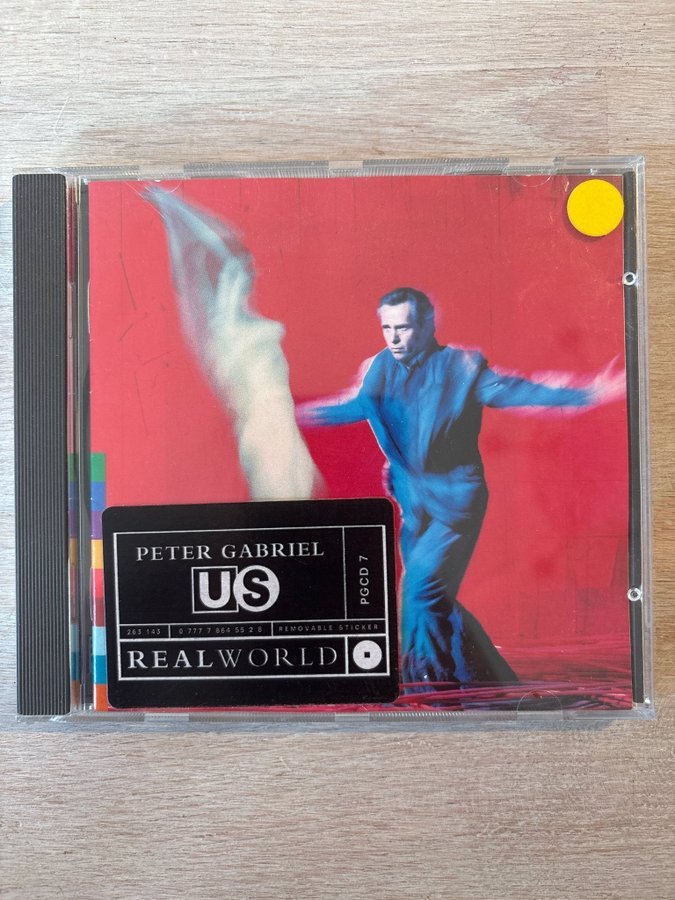 PETER GABRIEL
US
PGCD 7
263 143
0 777 7 864 55 2 8
REMOVABLE STICKER
REALWORLD